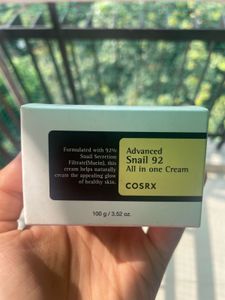 Formulated with 92%
Snail Secretion
Filtrate(Mucin), this
cream helps naturally
create the appealing glow
of healthy skin.
Advanced
Snail 92
All in one Cream
COSRX
100 g / 3.52 oz.